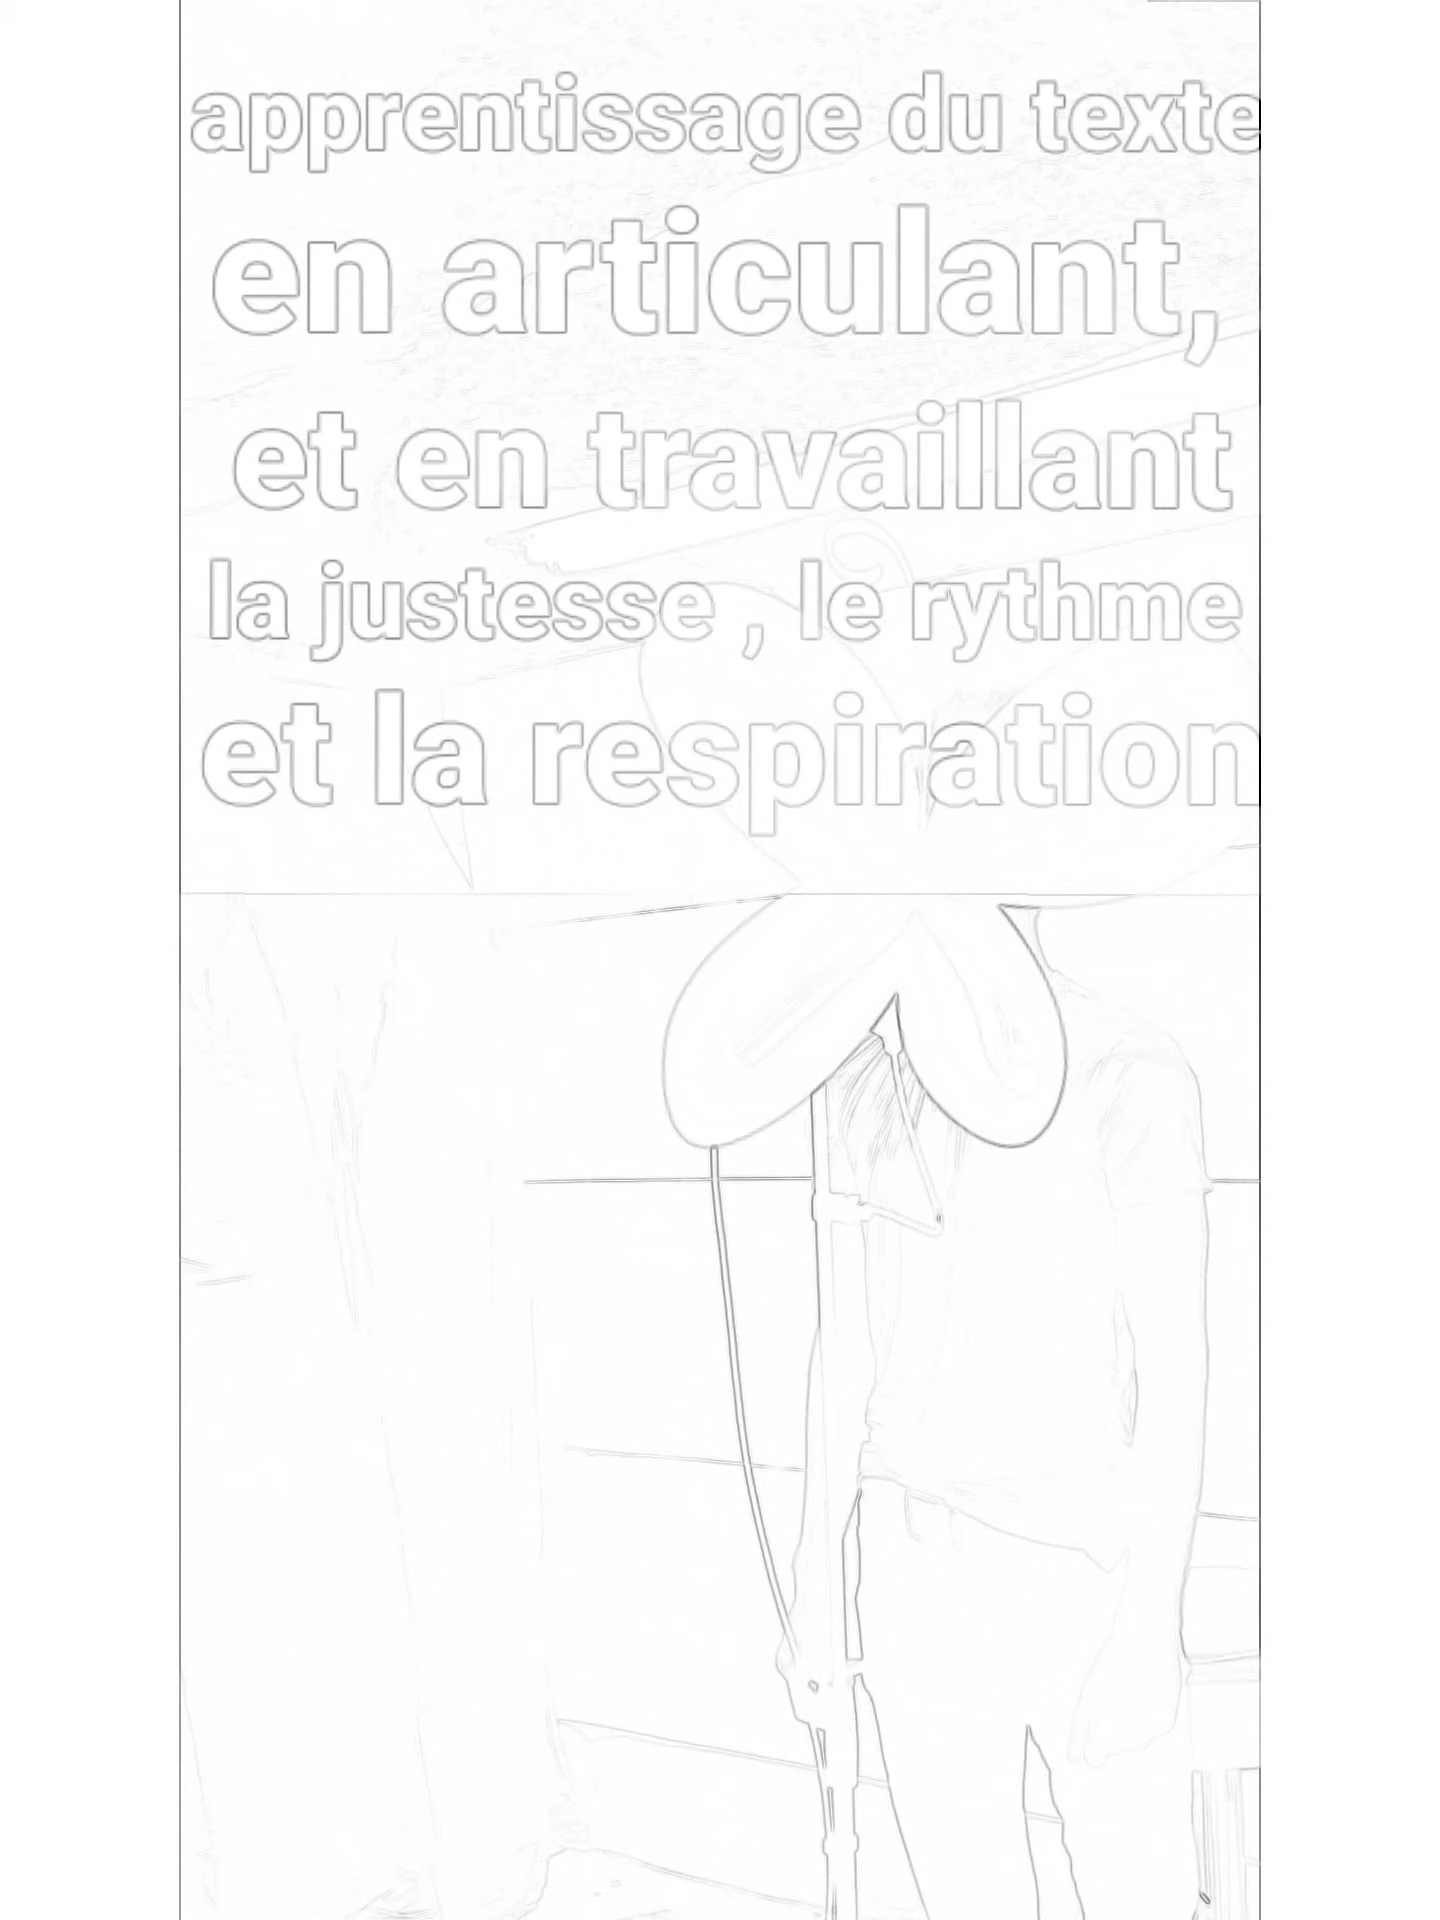 apprentissage du texte
en articulant,
et en travaillant
la justesse , le rythme
et la respiration